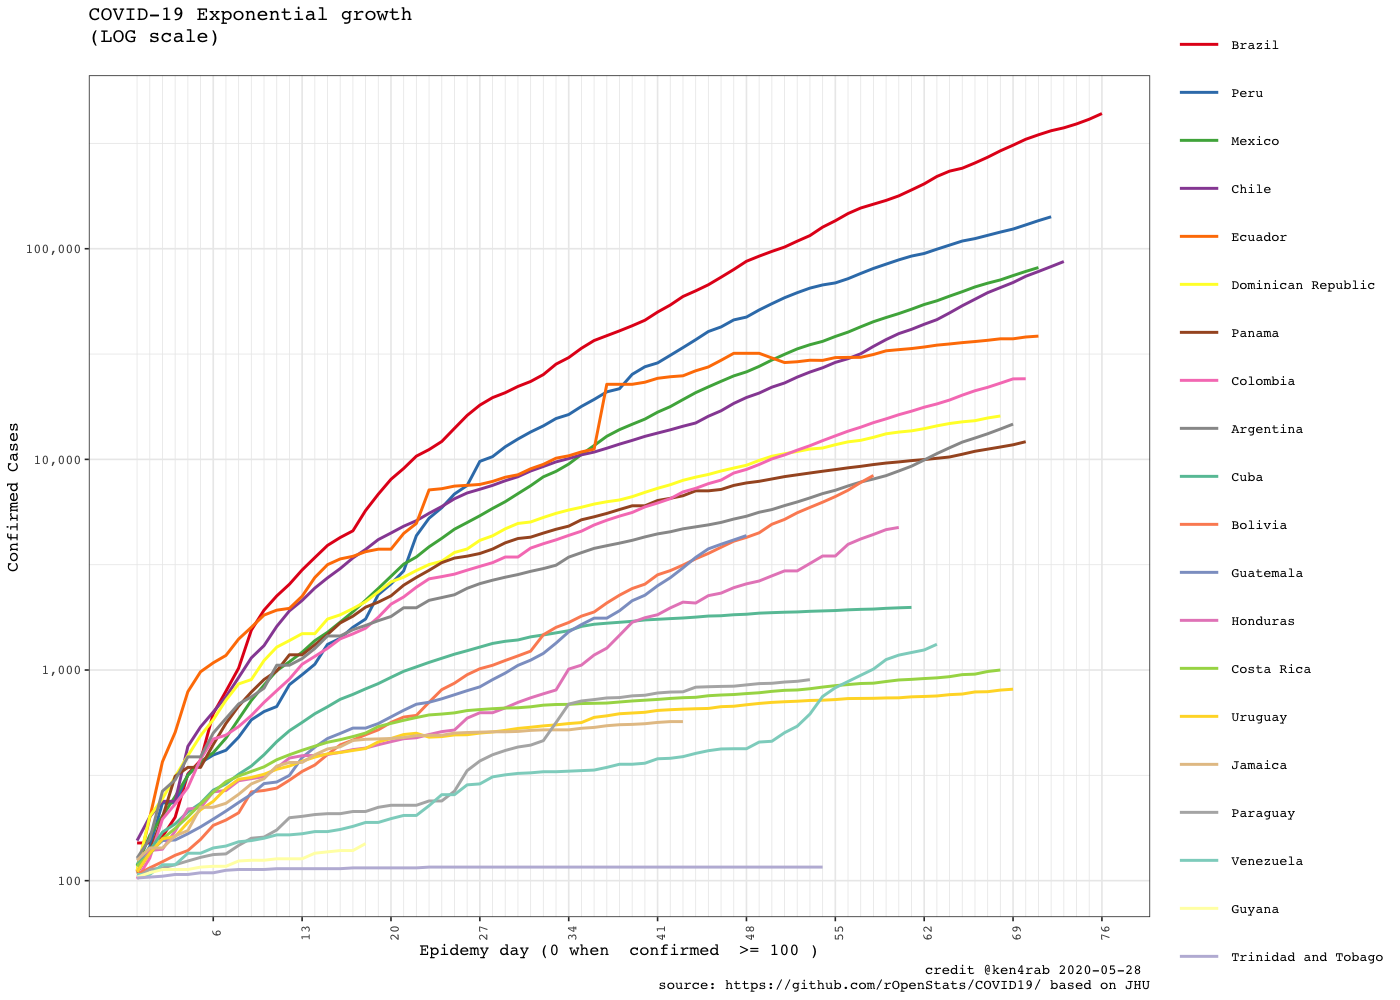 COVID-19 Exponential growth
(LOG scale)
Confirmed Cases
100,000
10,000
1,000
100
6 13 20 27 34 41 48 55 62 69 76
Epidemy day (0 when  confirmed  >= 100 )
Brazil
Peru
Mexico
Chile
Ecuador
Dominican Republic
Panama
Colombia
Argentina
Cuba
Bolivia
Guatemala
Honduras
Costa Rica
Uruguay
Jamaica
Paraguay
Venezuela
Guyana
Trinidad and Tobago
credit @ken4rab 2020-05-28
source: https://github.com/rOpenStats/COVID19/ based on JHU